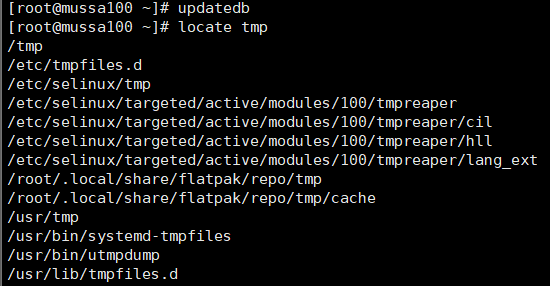 [root@mussa100 ~]# updatedb
[root@mussa100 ~]# locate tmp
/tmp
/etc/tmpfiles.d
/etc/selinux/tmp
/etc/selinux/targeted/active/modules/100/tmpreaper
/etc/selinux/targeted/active/modules/100/tmpreaper/cil
/etc/selinux/targeted/active/modules/100/tmpreaper/hll
/etc/selinux/targeted/active/modules/100/tmpreaper/lang_ext
/root/.local/share/flatpak/repo/tmp
/root/.local/share/flatpak/repo/tmp/cache
/usr/tmp
/usr/bin/systemd-tmpfiles
/usr/bin/utmpdump
/usr/lib/tmpfiles.d